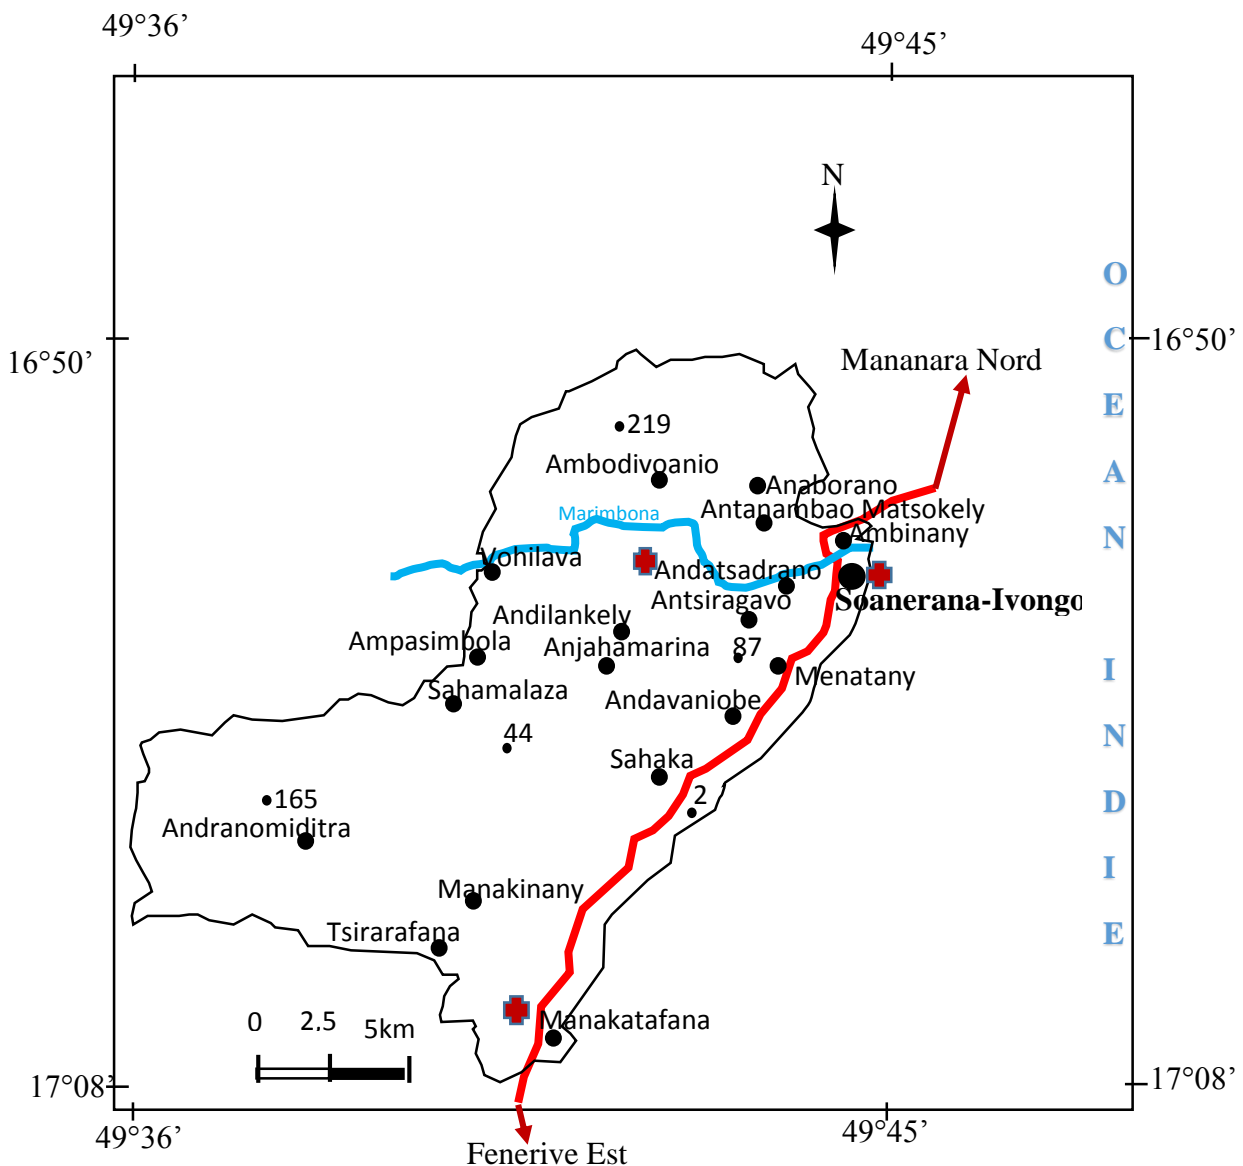 49°36’
49°45’
N
O
C
E
A
N
I
N
D
I
E
16°50’
16°50’
Mananara Nord
219
Ambodivoanio
Anaborano
Antanambao Matsokely
Marimbona
Ambinany
Vohilava
Andatsadrano
Antsiragavo
Soanerana-Ivongo
Andilankely
Ampasimbola
Anjahamarina
87
Menatany
Sahamalaza
Andavaniobe
44
Sahaka
2
165
Andranomiditra
Manakinany
Tsirarafana
0 2,5 5km
Manakatafana
17°08’
17°08’
49°36’
49°45’
Fenerive Est